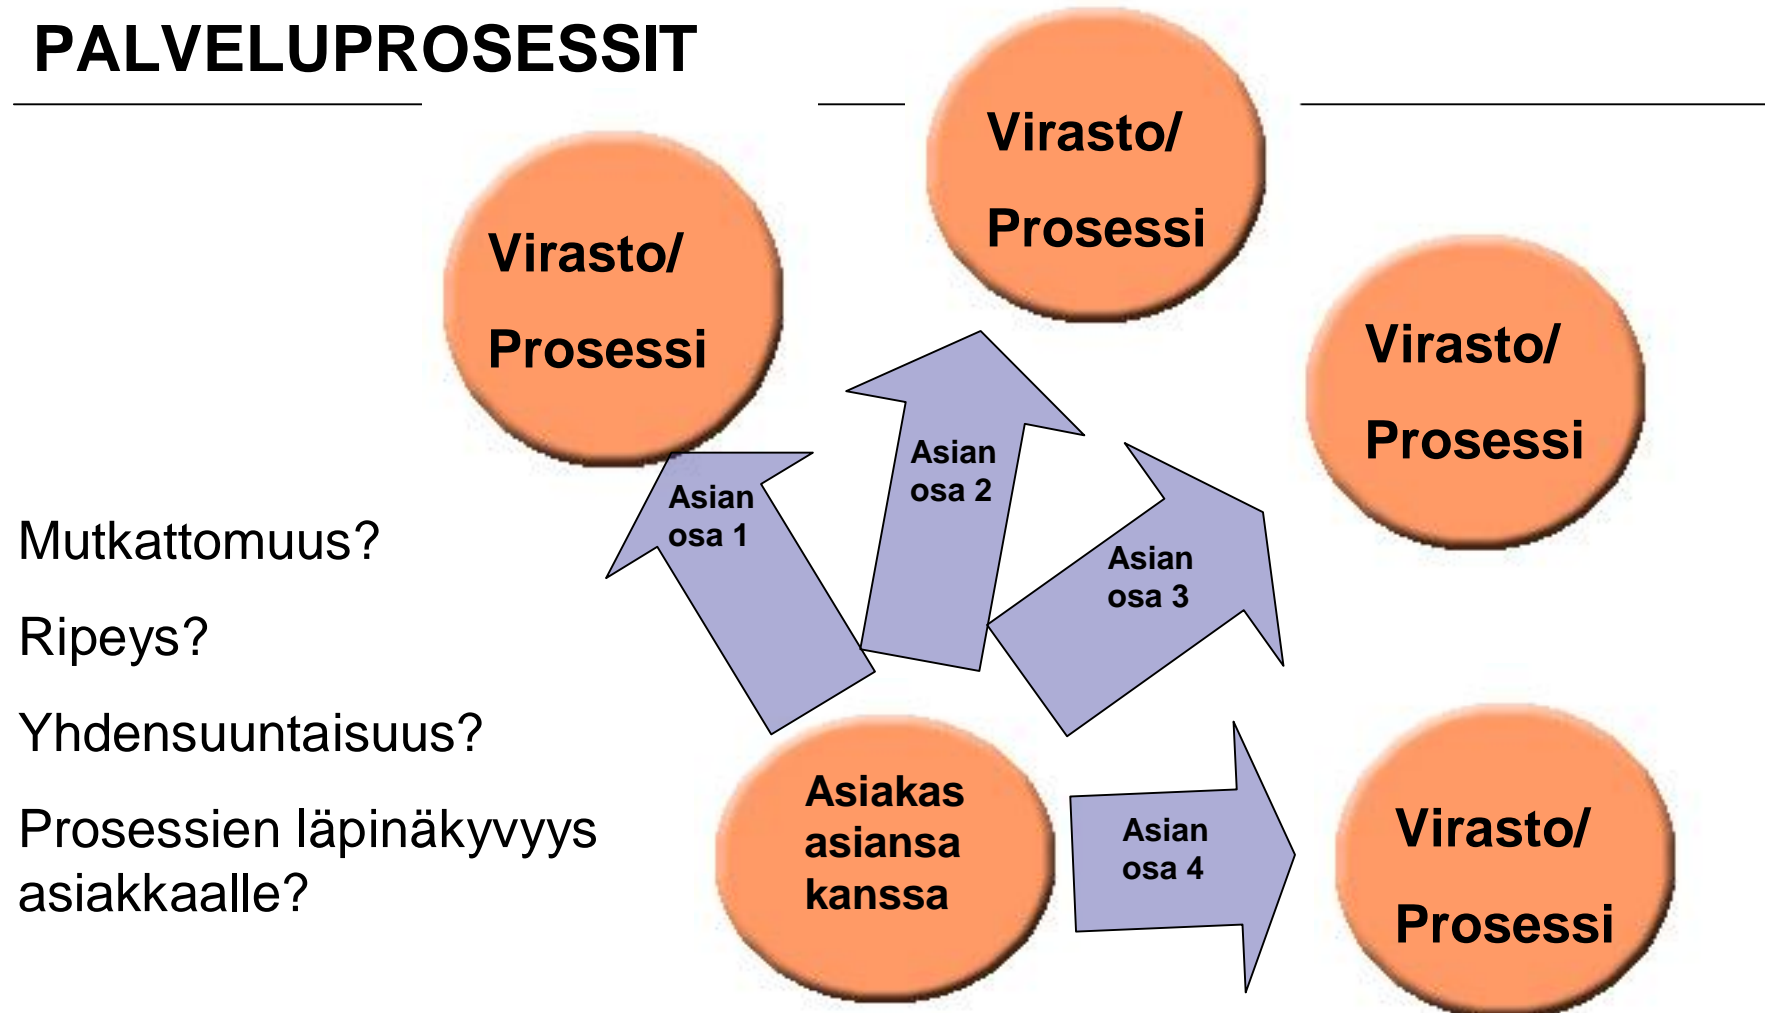 PALVELUPROSESSIT
Virasto/
Prosessi
Virasto/
Prosessi
Virasto/
Prosessi
Asian
osa 1
Asian
osa 2
Asian
osa 3
Mutkattomuus?
Ripeys?
Yhdensuuntaisuus?
Prosessien läpinäkyvyys
asiakkaalle?
Asiakas
asiansa
kanssa
Asian
osa 4
Virasto/
Prosessi